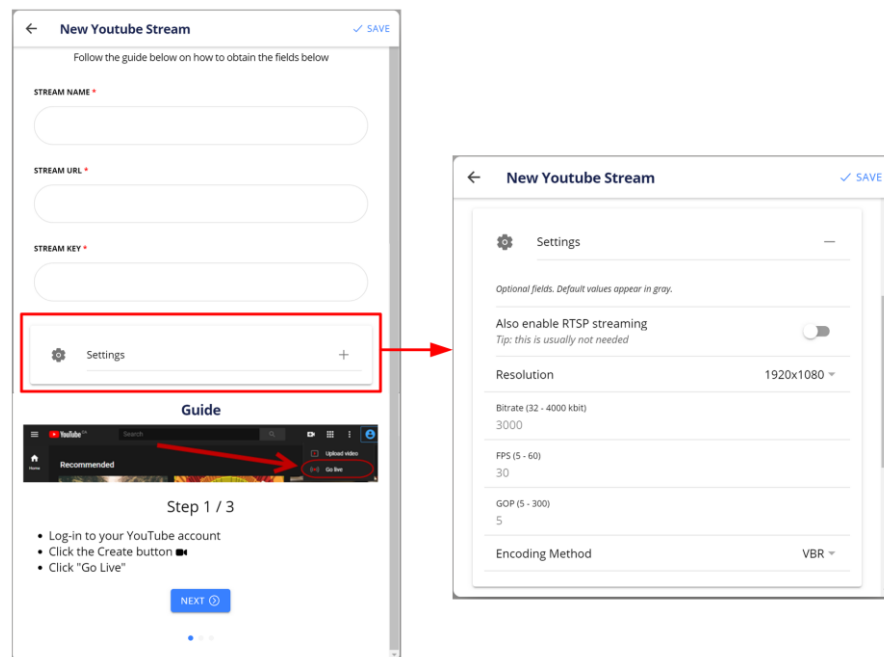 New Youtube Stream
SAVE
Follow the guide below on how to obtain the fields below
STREAM NAME *
STREAM URL *
STREAM KEY *
Settings
Guide
YouTube CA
Search
Upload video
Go live
Home
Recommended
Step 1 / 3
Log-in to your YouTube account
Click the Create button
Click "Go Live"
NEXT
New Youtube Stream
SAVE
Settings
Optional fields. Default values appear in gray.
Also enable RTSP streaming
Tip: this is usually not needed
Resolution 1920x1080
Bitrate (32 - 4000 kbit)
3000
FPS (5 - 60)
30
GOP (5 - 300)
5
Encoding Method VBR